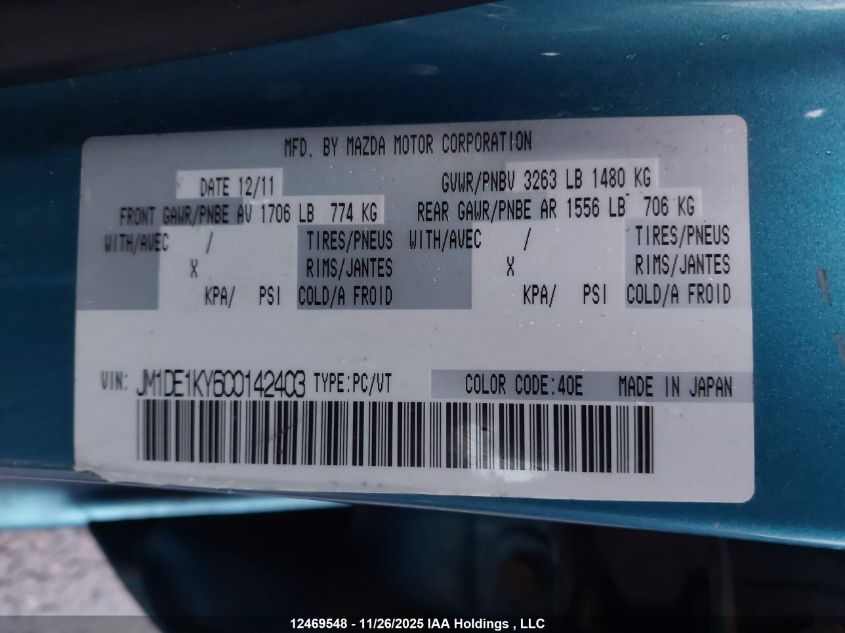 MFD. BY MAZDA MOTOR CORPORATION
DATE 12/11 GVWR/PNBV 3263 LB 1480 KG
FRONT GAWR/PNBE AV 1706 LB 774 KG REAR GAWR/PNBE AR 1556 LB 706 KG
WITH/AVEC / TIRES/PNEUS WITH/AVEC / TIRES/PNEUS
X RIMS/JANTES X RIMS/JANTES
KPA/ PSI COLD/A FROID KPA/ PSI COLD/A FROID
VIN: JM1DE1KY6C0142403 TYPE:PC/VT COLOR CODE:40E MADE IN JAPAN
12469548 - 11/26/2025 IAA Holdings , LLC